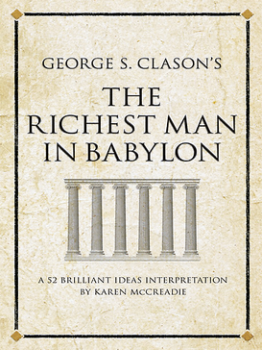 GEORGE S. CLASON'S
THE
RICHEST MAN
IN BABYLON
A 52 BRILLIANT IDEAS INTERPRETATION
BY KAREN McCREADIE